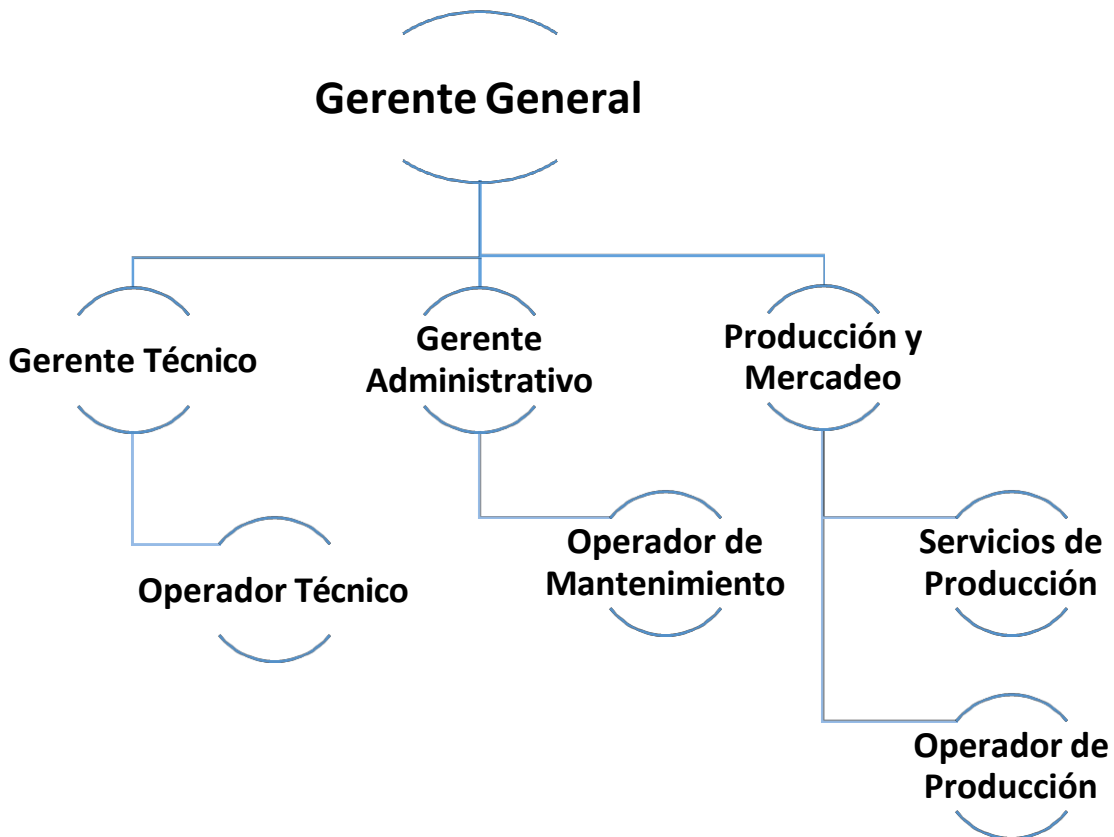 Gerente General
Gerente Técnico
Gerente
Administrativo
Producción y
Mercadeo
Operador Técnico
Operador de
Mantenimiento
Servicios de
Producción
Operador de
Producción